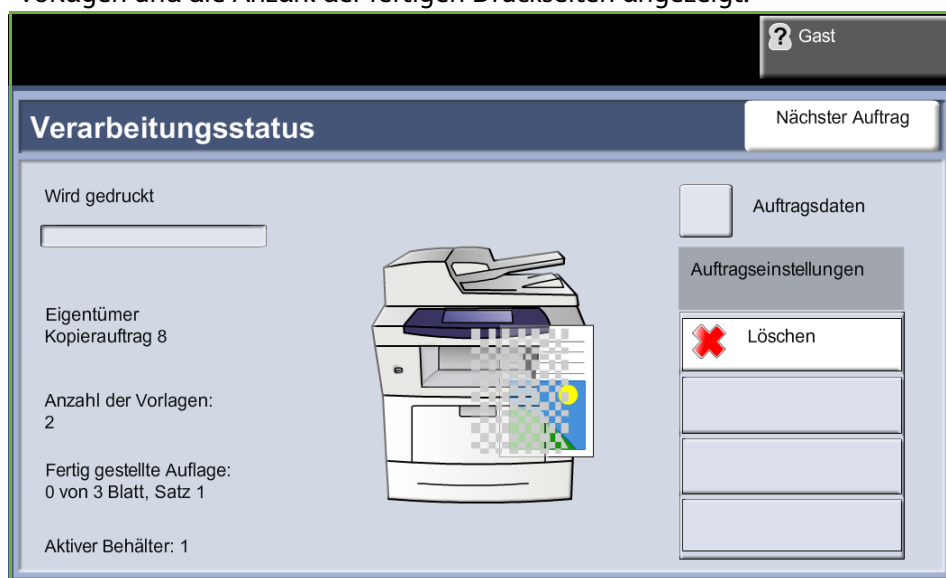 Vorlagen und die Anzahl der fertigen Druckseiten angezeigt.
Gast
Verarbeitungsstatus
Nächster Auftrag
Wird gedruckt
Auftragsdaten
Auftragseinstellungen
Eigentümer
Kopierauftrag 8
Löschen
Anzahl der Vorlagen:
2
Fertig gestellte Auflage:
0 von 3 Blatt, Satz 1
Aktiver Behälter: 1